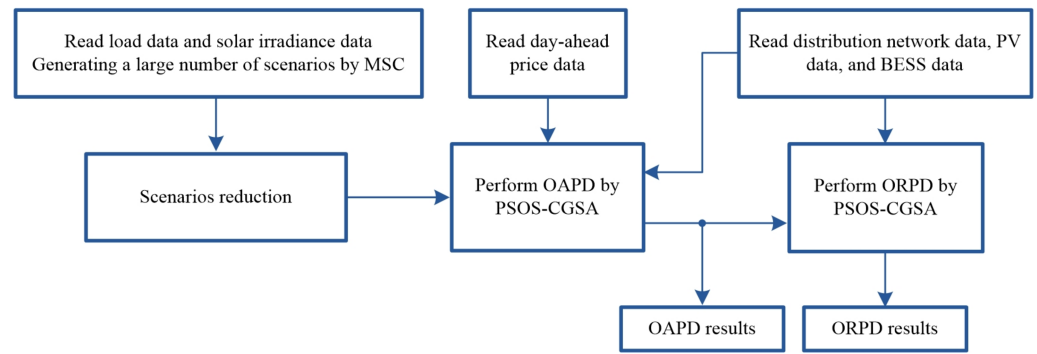 Read load data and solar irradiance data
Generating a large number of scenarios by MSC
Read day-ahead
price data
Read distribution network data, PV
data, and BESS data
Scenarios reduction
Perform OAPD by
PSOS-CGSA
Perform ORPD by
PSOS-CGSA
OAPD results
ORPD results